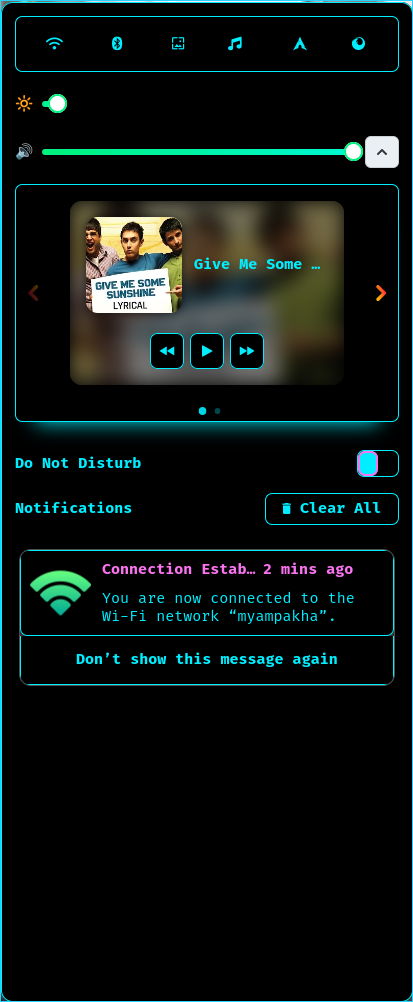 GIVE ME SOME
SUNSHINE
LYRICAL
Give Me Some …
Do Not Disturb
Notifications
Clear All
Connection Estab… 2 mins ago
You are now connected to the
Wi-Fi network “myampakha”.
Don’t show this message again